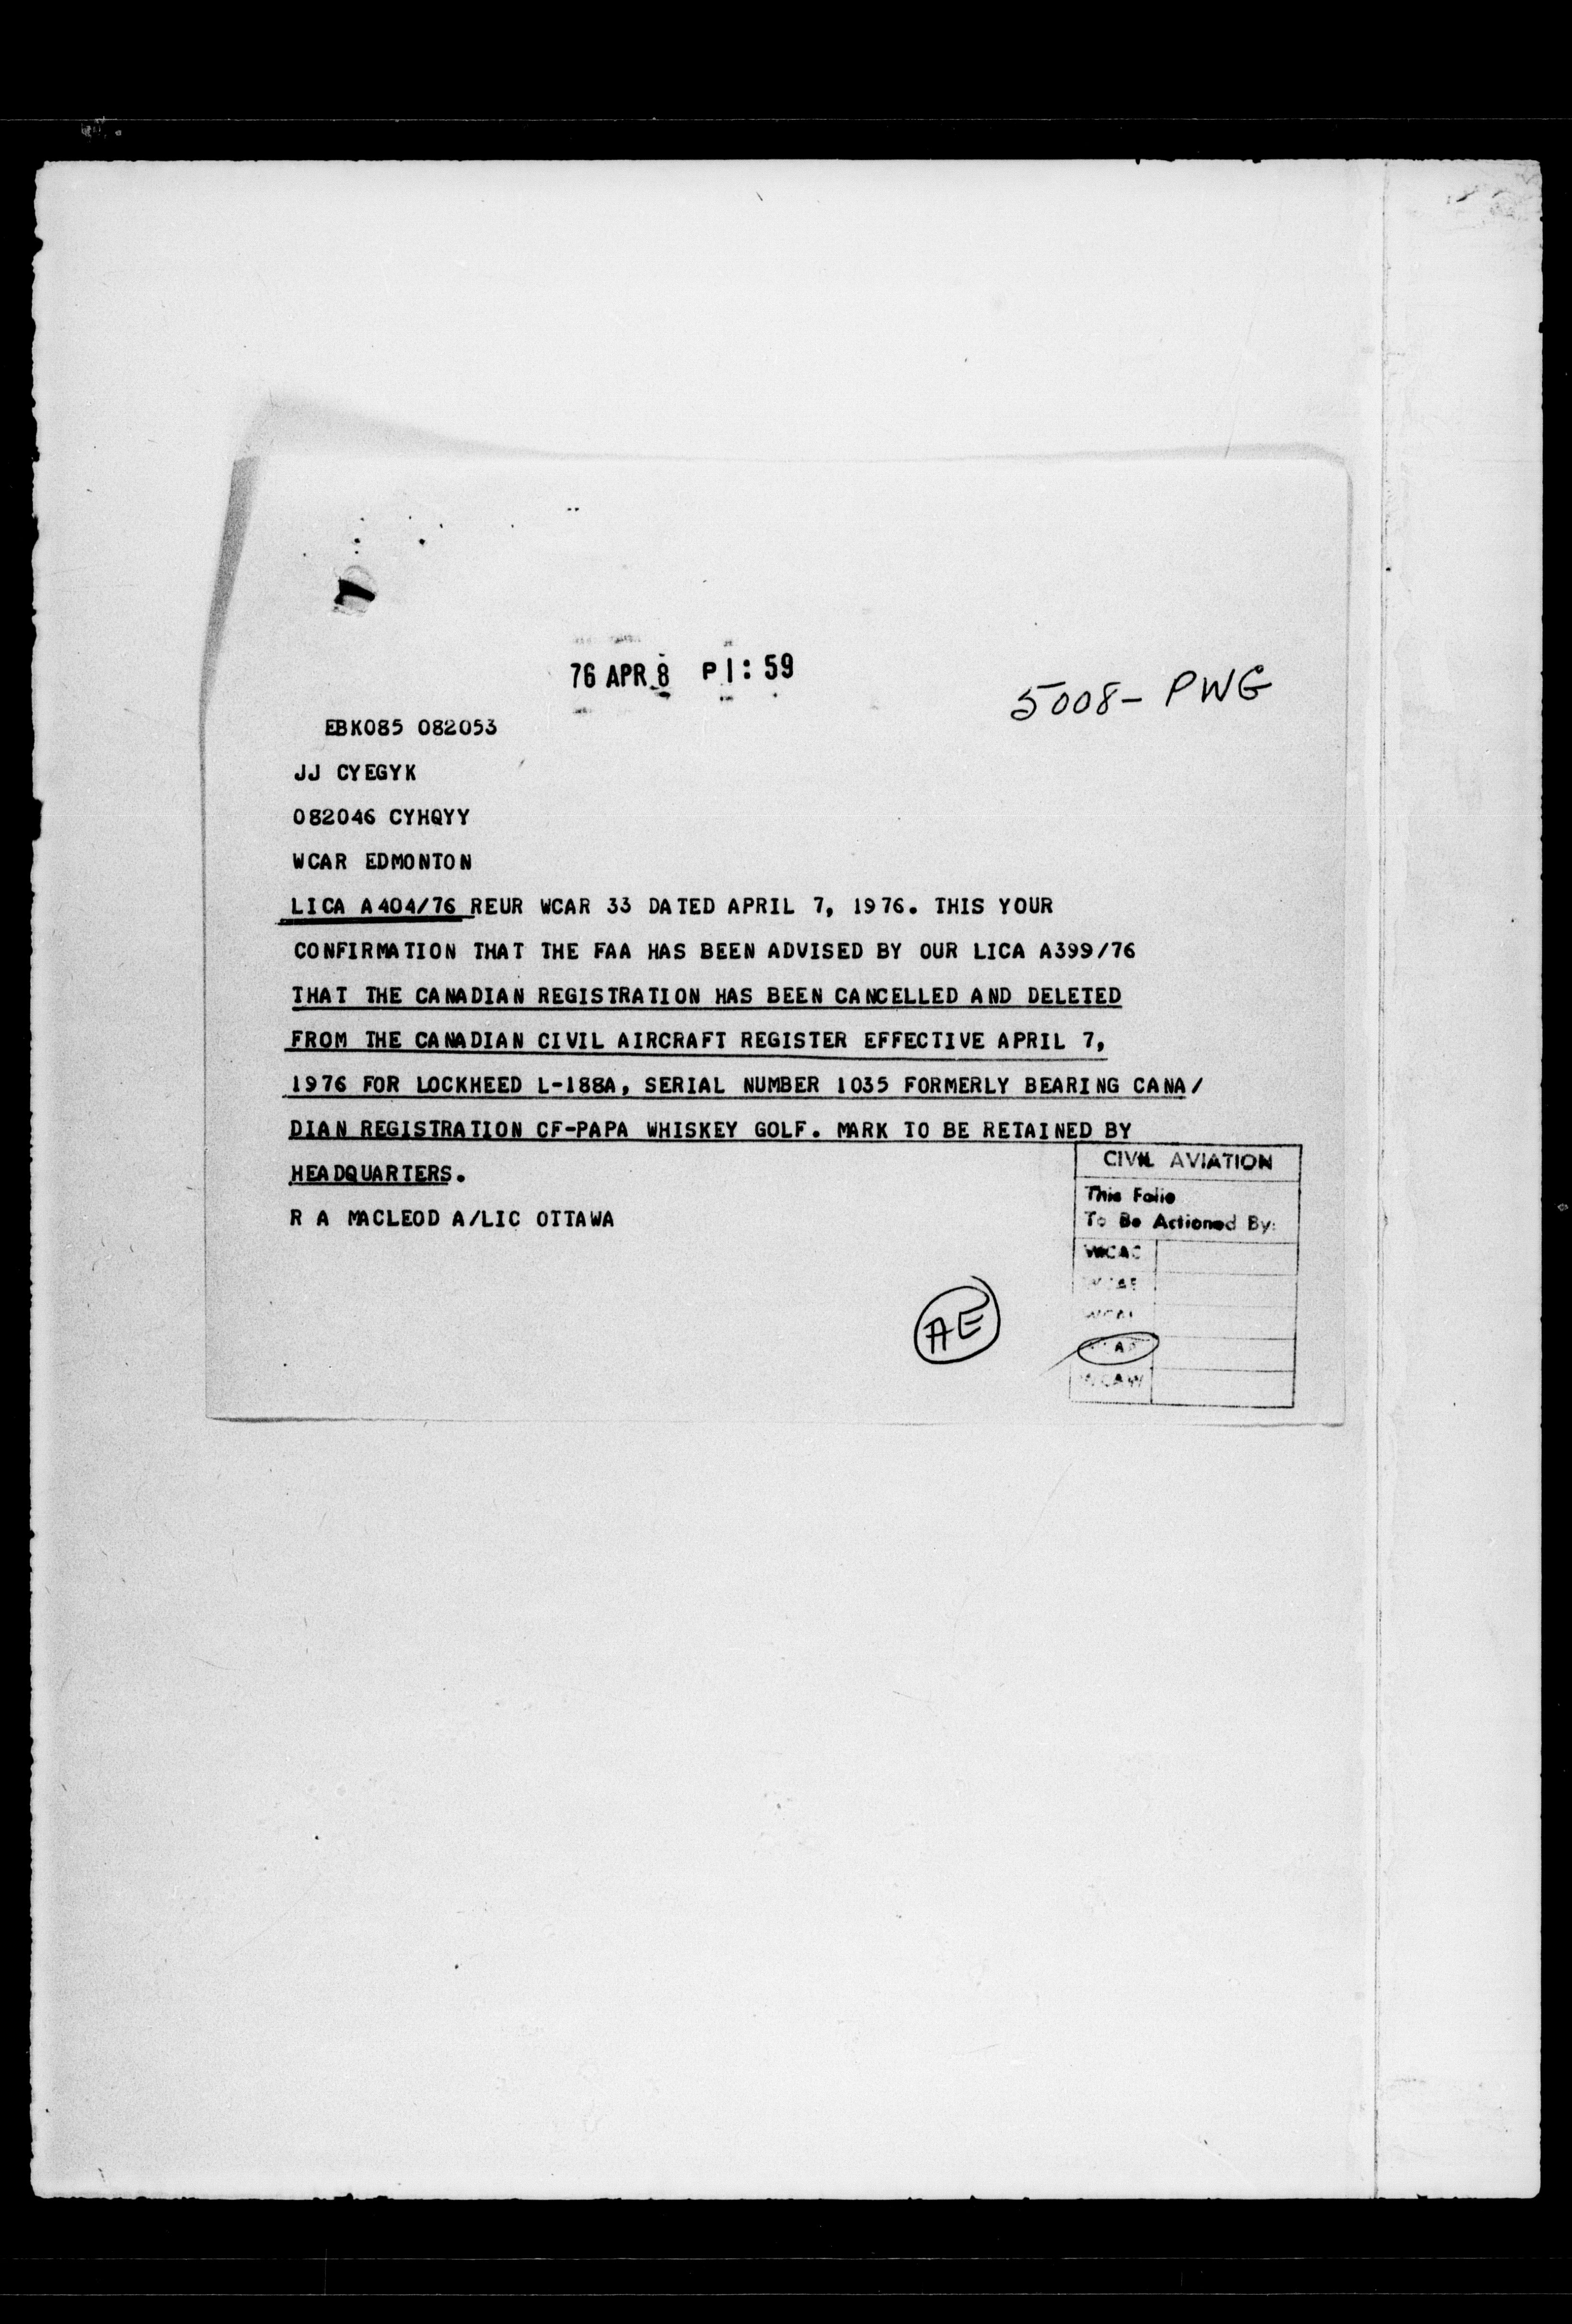 76 APR 8 P1:59
5008- PWG
EBK085 082053
JJ CYEGYK
082046 CYHQYY
WCAR EDMONTON
LICA A404/76 REUR WCAR 33 DATED APRIL 7, 1976. THIS YOUR
CONFIRMATION THAT THE FAA HAS BEEN ADVISED BY OUR LICA A399/76
THAT THE CANADIAN REGISTRATION HAS BEEN CANCELLED AND DELETED
FROM THE CANADIAN CIVIL AIRCRAFT REGISTER EFFECTIVE APRIL 7,
1976 FOR LOCKHEED L-188A, SERIAL NUMBER 1035 FORMERLY BEARING CANA/
DIAN REGISTRATION CF-PAPA WHISKEY GOLF. MARK TO BE RETAINED BY
HEADQUARTERS.
R A MACLEOD A/LIC OTTAWA
CIVIL AVIATION
This Folio
To Be Actioned By:
WCAC
WCAW
AE